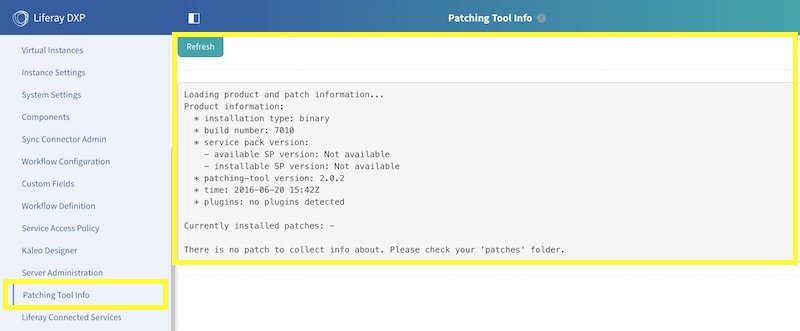 Liferay DXP
Patching Tool Info ?
Virtual Instances
Instance Settings
System Settings
Components
Sync Connector Admin
Workflow Configuration
Custom Fields
Workflow Definition
Service Access Policy
Kaleo Designer
Server Administration
Patching Tool Info
Liferay Connected Services
Refresh
Loading product and patch information...
Product information:
* installation type: binary
* build number: 7010
* service pack version:
- available SP version: Not available
- installable SP version: Not available
* patching-tool version: 2.0.2
* time: 2016-06-20 15:42Z
* plugins: no plugins detected
Currently installed patches: -
There is no patch to collect info about. Please check your 'patches' folder.